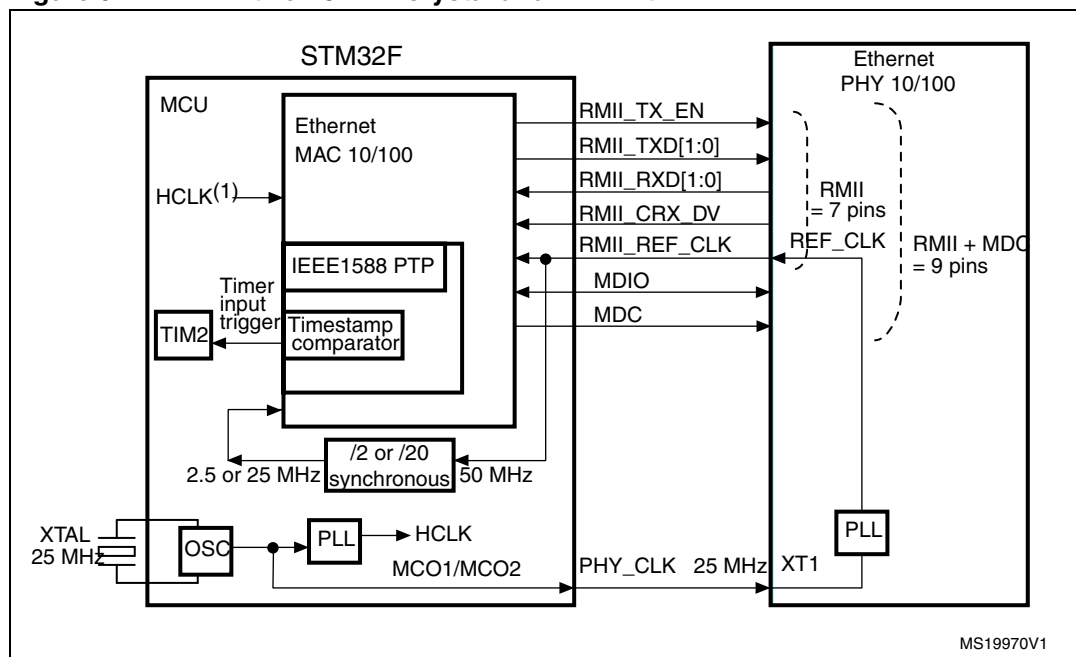 STM32F
Ethernet
PHY 10/100
MCU
Ethernet
MAC 10/100
HCLK(1)
RMII_TX_EN
RMII_TXD[1:0]
RMII_RXD[1:0]
RMII_CRX_DV
RMII_REF_CLK
REF_CLK
RMII
= 7 pins
RMII + MDC
= 9 pins
MDIO
MDC
IEEE1588 PTP
Timer
input
trigger
TIM2
Timestamp
comparator
2.5 or 25 MHz
/2 or /20
synchronous
50 MHz
XTAL
25 MHz
OSC
PLL
HCLK
MCO1/MCO2
PHY_CLK 25 MHz
XT1
PLL
MS19970V1